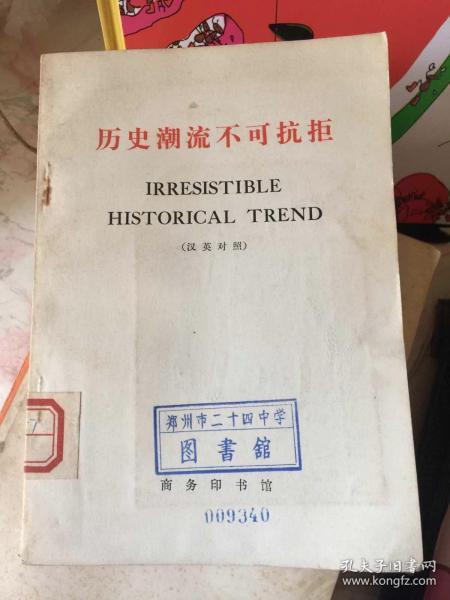 历史潮流不可抗拒
IRRESISTIBLE
HISTORICAL TREND
(汉英对照)
7
郑州市二十四中学
图書舘
商务印书馆
009340
孔夫子旧书网
www.kongfz.com